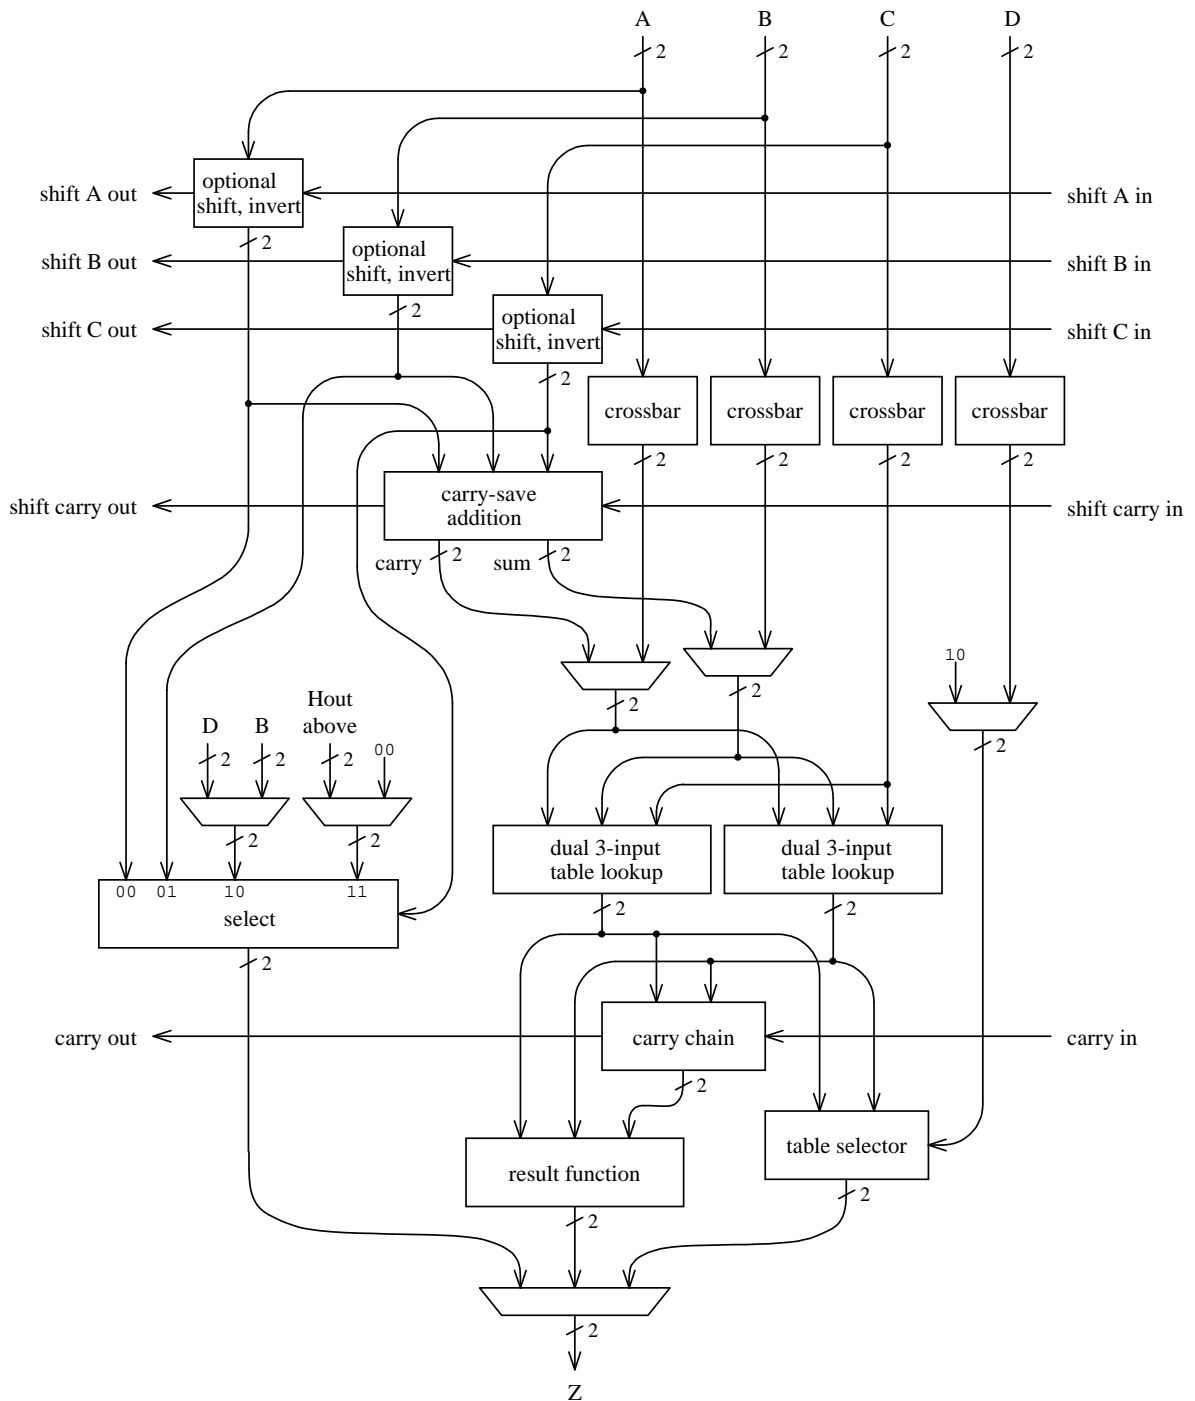 A B C D
2 2 2 2
optional
shift, invert
shift A out
shift A in
2
optional
shift, invert
shift B out
shift B in
2
optional
shift, invert
shift C out
shift C in
2
crossbar crossbar crossbar crossbar
2 2 2 2
carry-save
addition
shift carry out
shift carry in
carry 2 sum 2
10
Hout
above
D B
2 2 2 00
2 2
2
2 2
00 01 10 11
select
dual 3-input
table lookup
dual 3-input
table lookup
2 2
2
carry out
carry chain
carry in
2
table selector
result function
2
2
2
Z